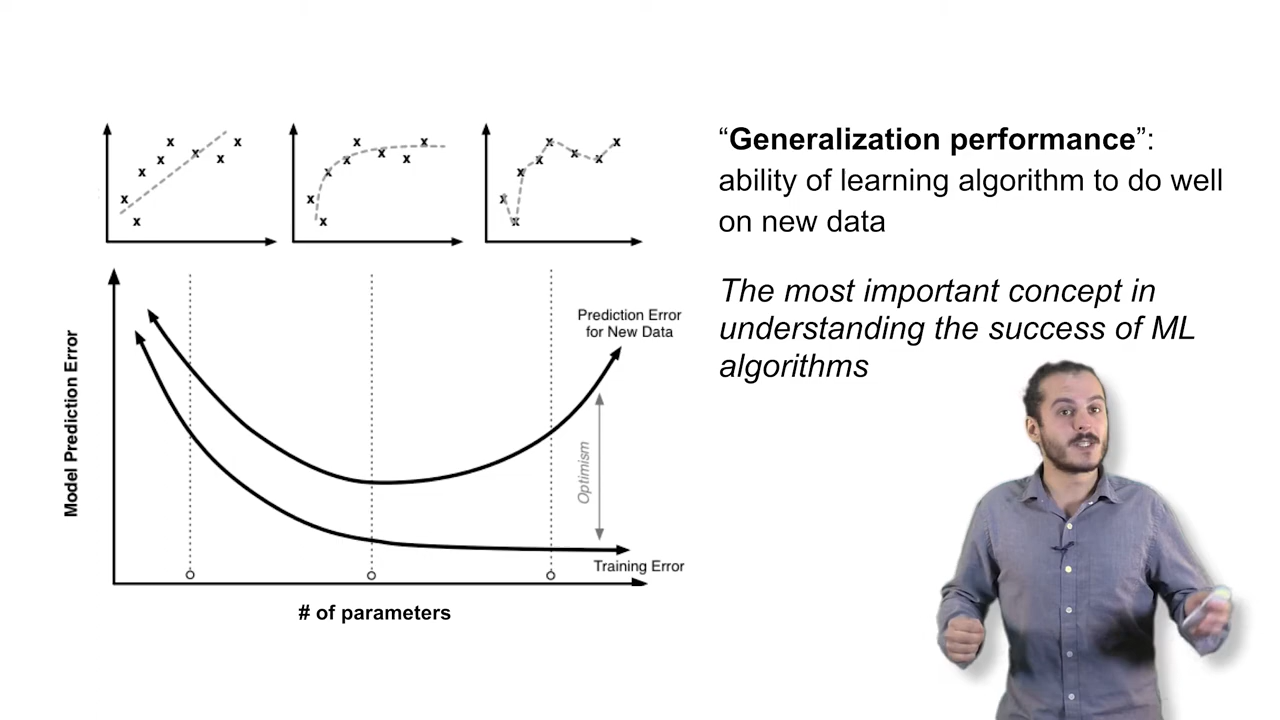 “Generalization performance”:
ability of learning algorithm to do well
on new data
The most important concept in
understanding the success of ML
algorithms
Prediction Error
for New Data
Model Prediction Error
Optimism
Training Error
# of parameters